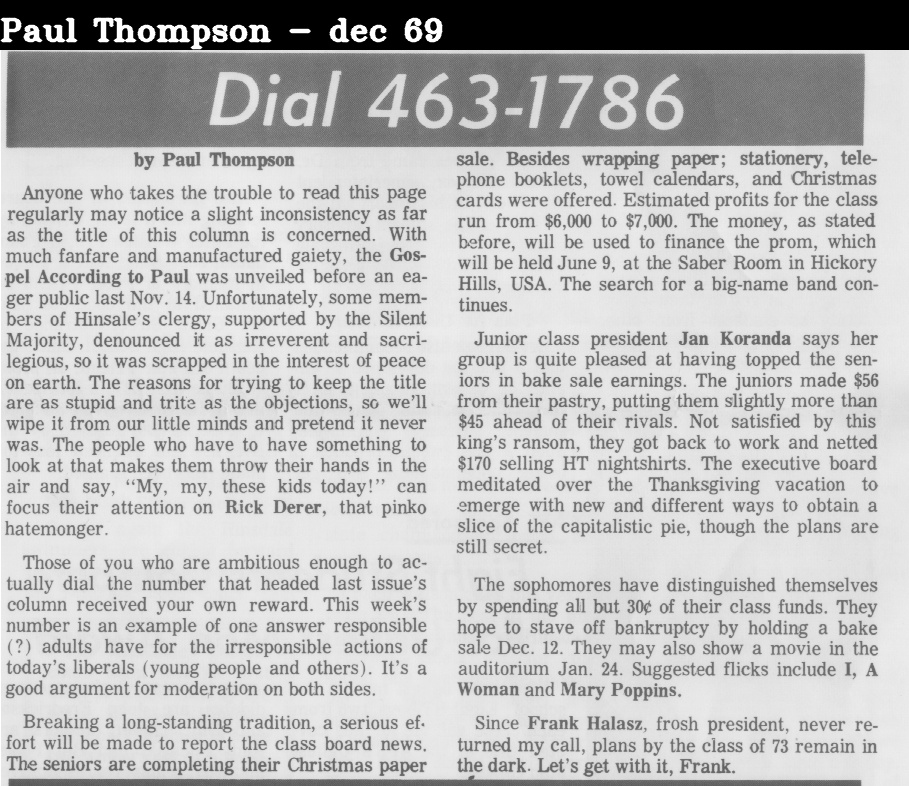 Paul Thompson – dec 69
Dial 463-1786
by Paul Thompson
Anyone who takes the trouble to read this page
regularly may notice a slight inconsistency as far
as the title of this column is concerned. With
much fanfare and manufactured gaiety, the Gos-
pel According to Paul was unveiled before an ea-
ger public last Nov. 14. Unfortunately, some mem-
bers of Hinsale's clergy, supported by the Silent
Majority, denounced it as irreverent and sacri-
legious, so it was scrapped in the interest of peace
on earth. The reasons for trying to keep the title
are as stupid and trite as the objections, so we'll
wipe it from our little minds and pretend it never
was. The people who have to have something to
look at that makes them throw their hands in the
air and say, "My, my, these kids today!" can
focus their attention on Rick Derer, that pinko
hatemonger.
Those of you who are ambitious enough to ac-
tually dial the number that headed last issue's
column received your own reward. This week's
number is an example of one answer responsible
(?) adults have for the irresponsible actions of
today's liberals (young people and others). It's a
good argument for moderation on both sides.
Breaking a long-standing tradition, a serious ef-
fort will be made to report the class board news.
The seniors are completing their Christmas paper
sale. Besides wrapping paper; stationery, tele-
phone booklets, towel calendars, and Christmas
cards were offered. Estimated profits for the class
run from $6,000 to $7,000. The money, as stated
before, will be used to finance the prom, which
will be held June 9, at the Saber Room in Hickory
Hills, USA. The search for a big-name band con-
tinues.
Junior class president Jan Koranda says her
group is quite pleased at having topped the sen-
iors in bake sale earnings. The juniors made $56
from their pastry, putting them slightly more than
$45 ahead of their rivals. Not satisfied by this
king's ransom, they got back to work and netted
$170 selling HT nightshirts. The executive board
meditated over the Thanksgiving vacation to
emerge with new and different ways to obtain a
slice of the capitalistic pie, though the plans are
still secret.
The sophomores have distinguished themselves
by spending all but 30¢ of their class funds. They
hope to stave off bankruptcy by holding a bake
sale Dec. 12. They may also show a movie in the
auditorium Jan. 24. Suggested flicks include I, A
Woman and Mary Poppins.
Since Frank Halasz, frosh president, never re-
turned my call, plans by the class of 73 remain in
the dark. Let's get with it, Frank.